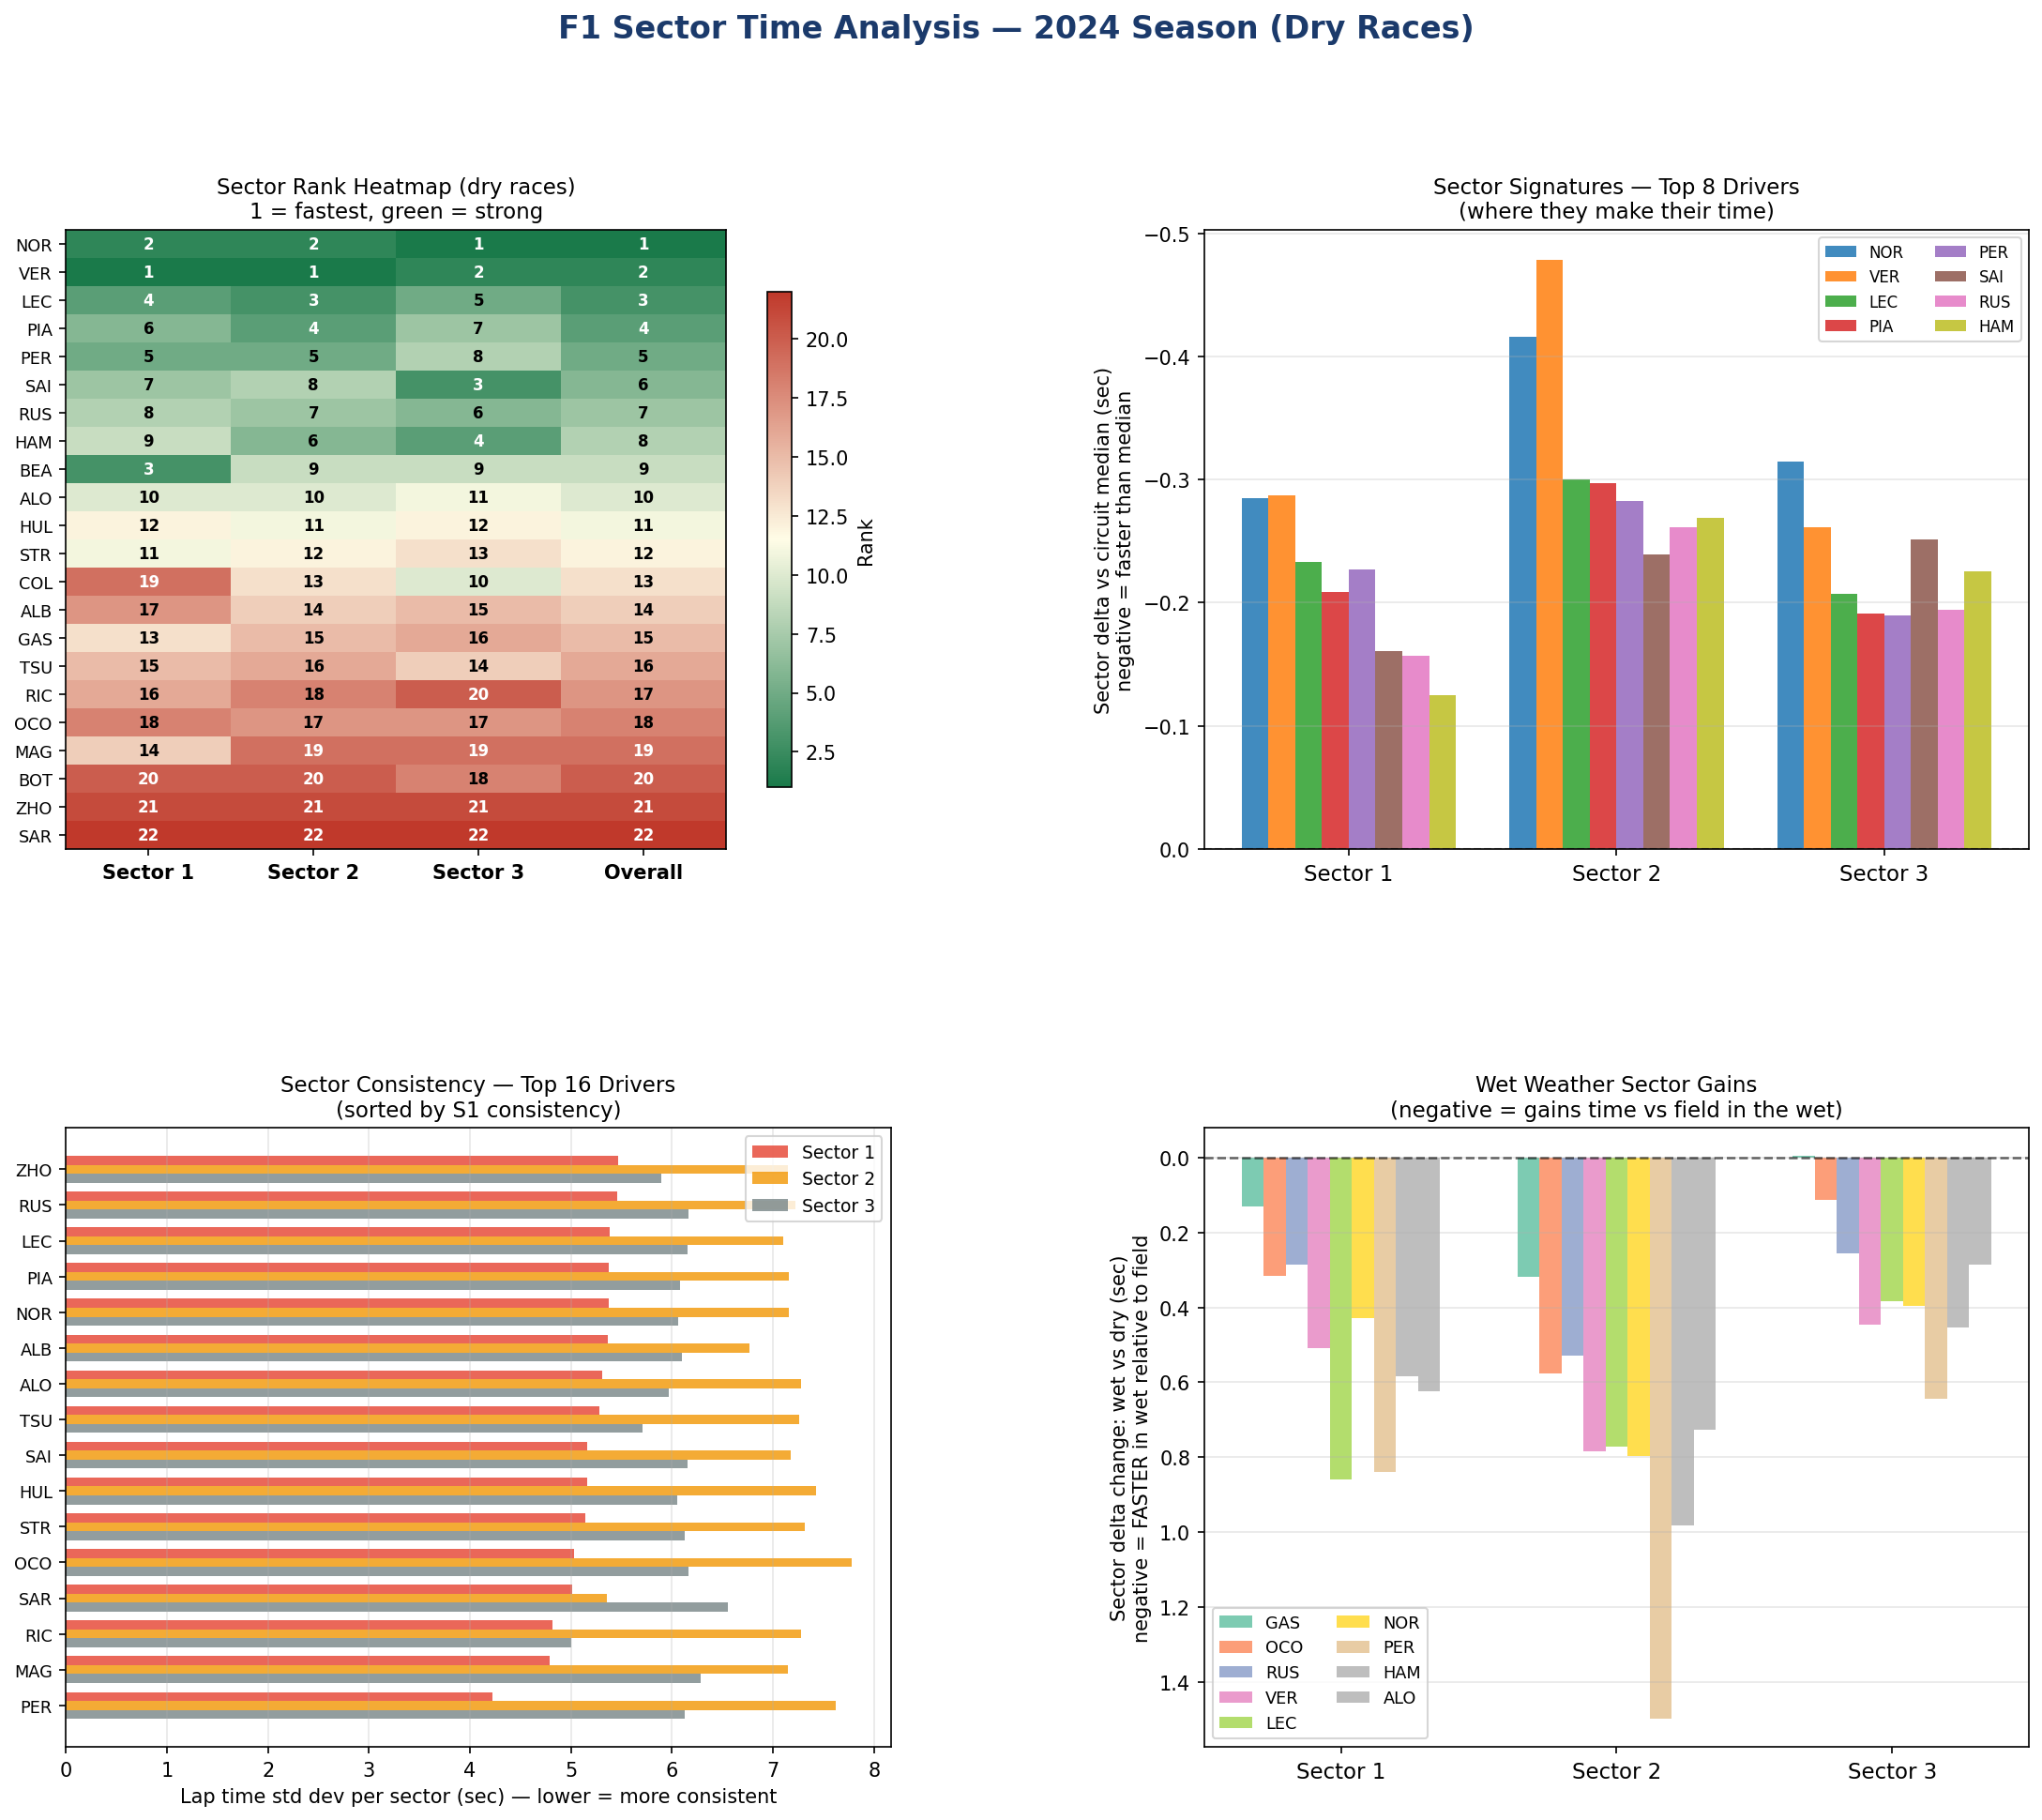 F1 Sector Time Analysis — 2024 Season (Dry Races)
Sector Rank Heatmap (dry races)
1 = fastest, green = strong
NOR 2 2 1 1
VER 1 1 2 2
LEC 4 3 5 3
PIA 6 4 7 4
PER 5 5 8 5
SAI 7 8 3 6
RUS 8 7 6 7
HAM 9 6 4 8
BEA 3 9 9 9
ALO 10 10 11 10
HUL 12 11 12 11
STR 11 12 13 12
COL 19 13 10 13
ALB 17 14 15 14
GAS 13 15 16 15
TSU 15 16 14 16
RIC 16 18 20 17
OCO 18 17 17 18
MAG 14 19 19 19
BOT 20 20 18 20
ZHO 21 21 21 21
SAR 22 22 22 22
Sector 1 Sector 2 Sector 3 Overall
20.0
17.5
15.0
12.5
10.0
7.5
5.0
2.5
Rank
Sector Signatures — Top 8 Drivers
(where they make their time)
Sector delta vs circuit median (sec)
negative = faster than median
−0.5
−0.4
−0.3
−0.2
−0.1
0.0
NOR PER
VER SAI
LEC RUS
PIA HAM
Sector 1 Sector 2 Sector 3
Sector Consistency — Top 16 Drivers
(sorted by S1 consistency)
Sector 1
Sector 2
Sector 3
ZHO
RUS
LEC
PIA
NOR
ALB
ALO
TSU
SAI
HUL
STR
OCO
SAR
RIC
MAG
PER
0 1 2 3 4 5 6 7 8
Lap time std dev per sector (sec) — lower = more consistent
Wet Weather Sector Gains
(negative = gains time vs field in the wet)
Sector delta change: wet vs dry (sec)
negative = FASTER in wet relative to field
0.0
0.2
0.4
0.6
0.8
1.0
1.2
1.4
GAS NOR
OCO PER
RUS HAM
VER ALO
LEC
Sector 1 Sector 2 Sector 3